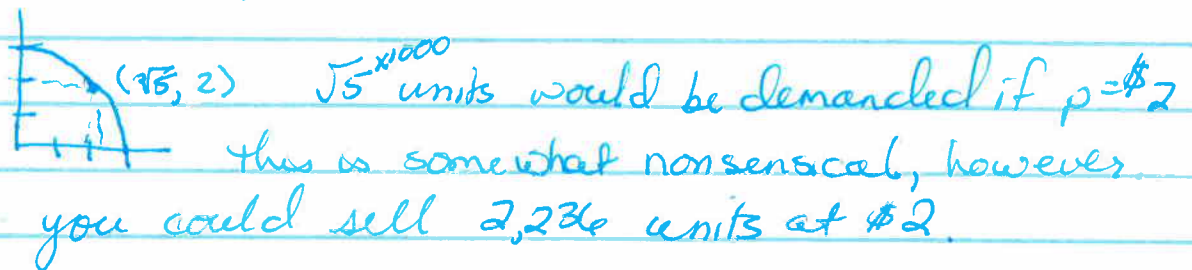 (√5, 2) √5 ×1000 units would be demanded if p = $2
this is somewhat nonsensical, however
you could sell 2,236 units at $2.